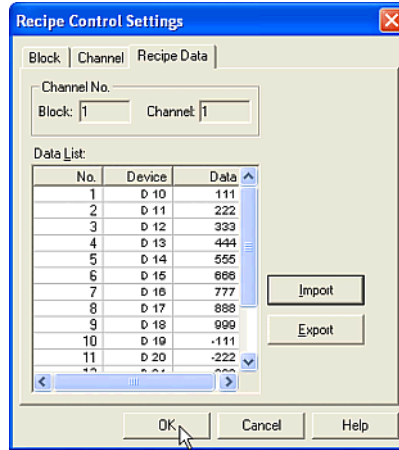 Recipe Control Settings
Block Channel Recipe Data
Channel No.
Block: 1 Channel: 1
Data List:
No. Device Data
1 D 10 111
2 D 11 222
3 D 12 333
4 D 13 444
5 D 14 555
6 D 15 666
7 D 16 777
8 D 17 888
9 D 18 999
10 D 19 -111
11 D 20 -222
Import
Export
OK Cancel Help